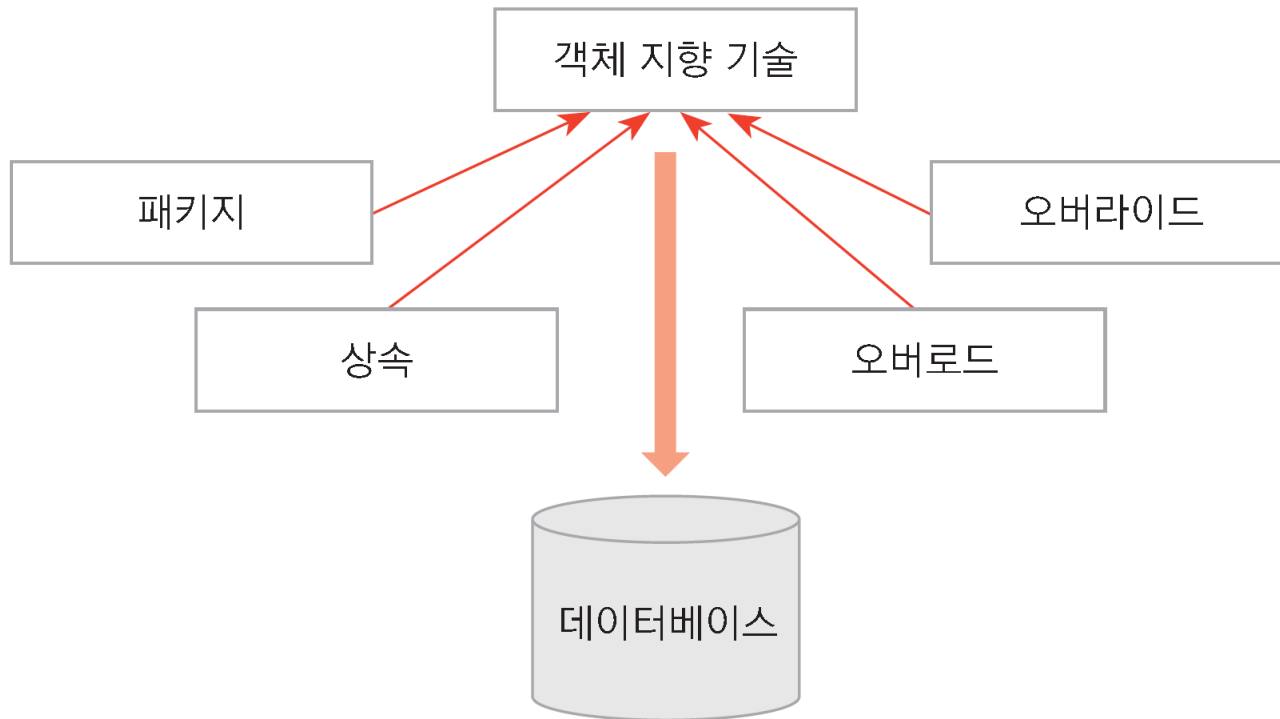 객체 지향 기술
패키지
오버라이드
상속
오버로드
데이터베이스